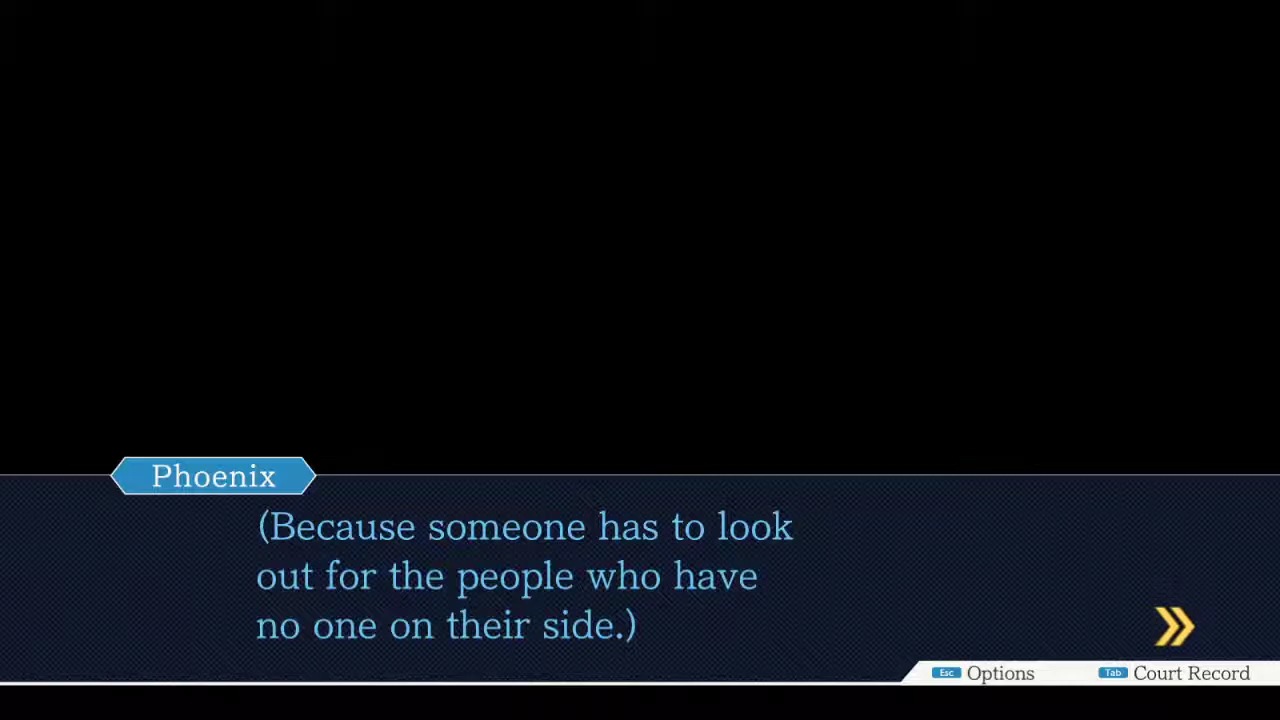 Phoenix
(Because someone has to look
out for the people who have
no one on their side.)
Esc Options Tab Court Record